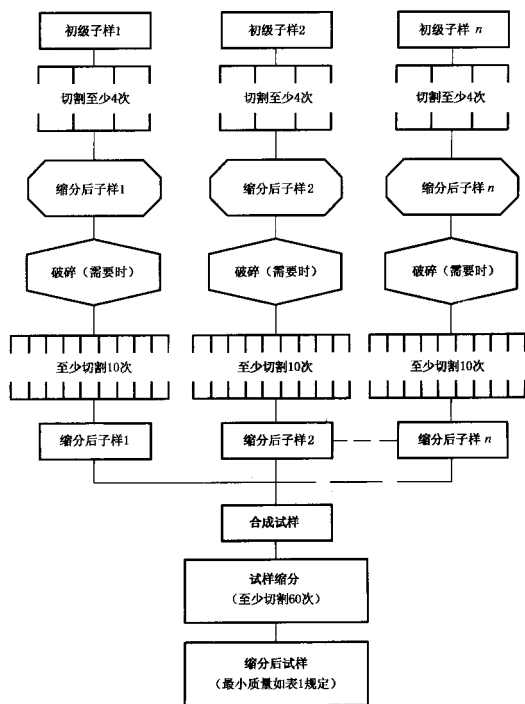 初级子样1
初级子样2
初级子样 n
切割至少4次
切割至少4次
切割至少4次
缩分后子样1
缩分后子样2
缩分后子样 n
破碎（需要时）
破碎（需要时）
破碎（需要时）
至少切割10次
至少切割10次
至少切割10次
缩分后子样1
缩分后子样2
缩分后子样 n
合成试样
试样缩分
（至少切割60次）
缩分后试样
（最小质量如表1规定）